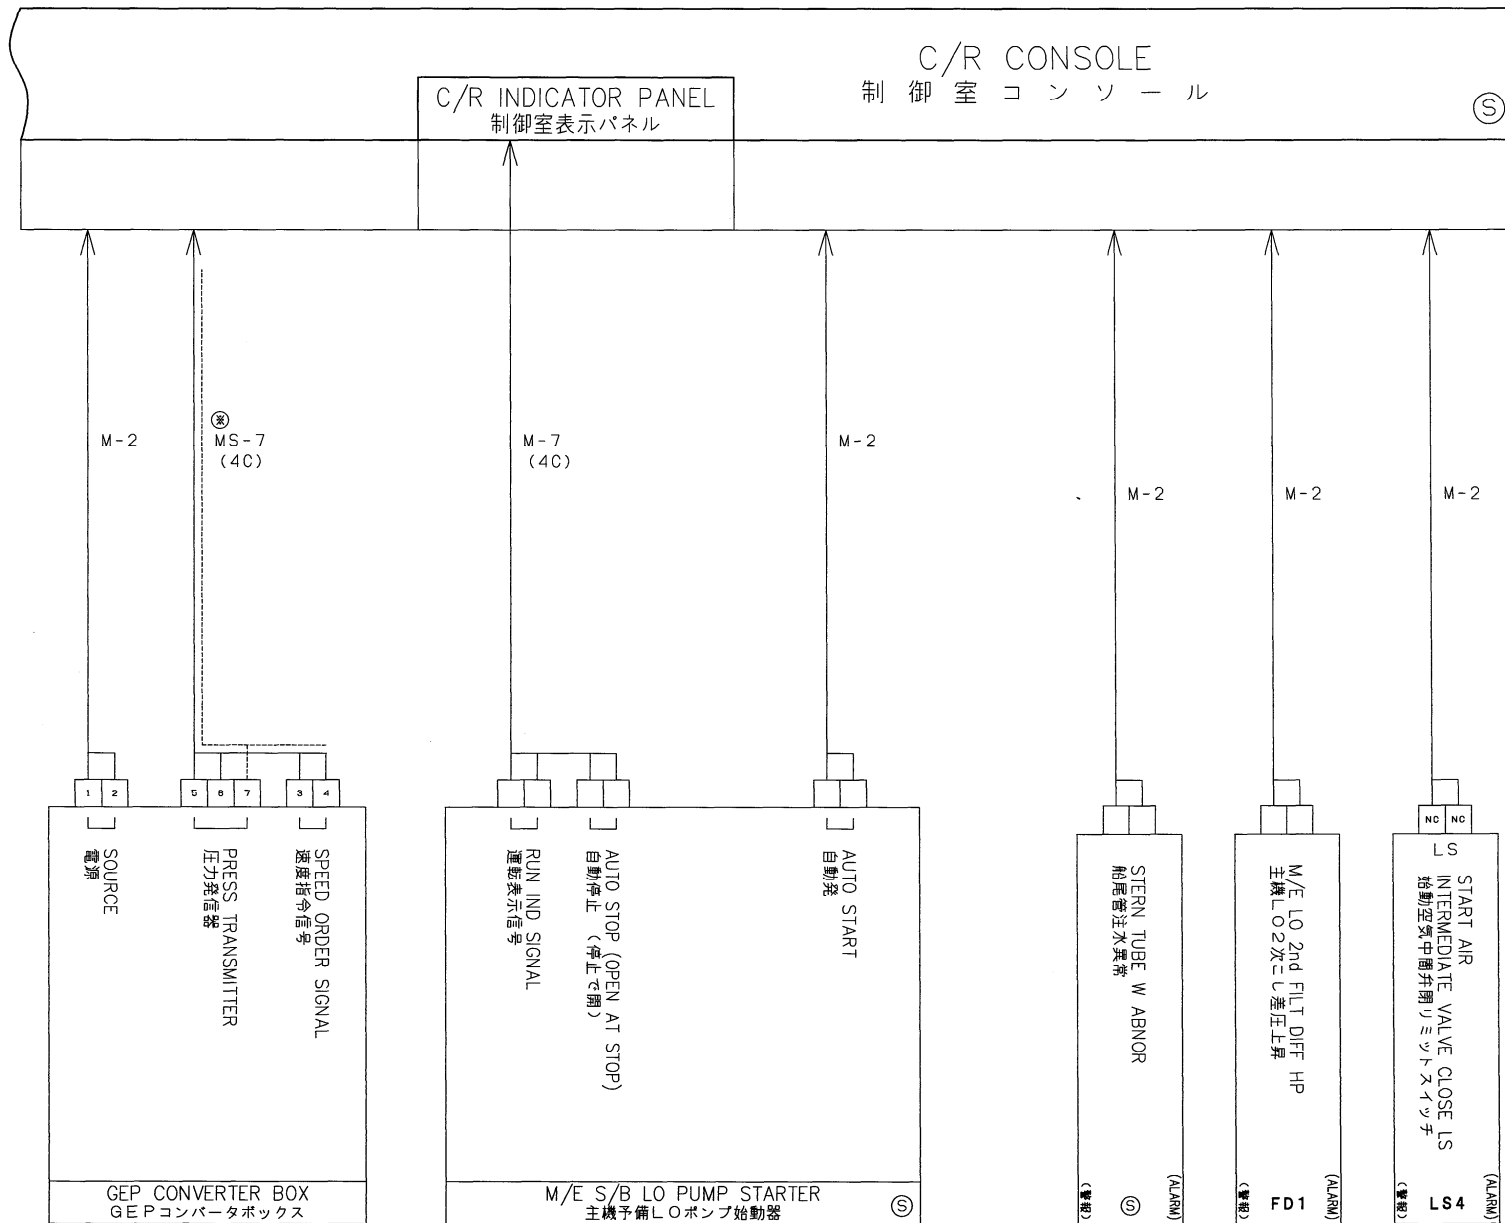 C/R CONSOLE
制御室コンソール
Ⓢ
C/R INDICATOR PANEL
制御室表示パネル
M-2
※
MS-7
(4C)
M-7
(4C)
M-2
M-2
M-2
M-2
1 2
5 6 7
3 4
NC NC
LS
SOURCE
電源
PRESS TRANSMITTER
圧力発信器
SPEED ORDER SIGNAL
速度指令信号
RUN IND SIGNAL
運転表示信号
AUTO STOP (OPEN AT STOP)
自動停止 (停止で開)
AUTO START
自動発
STERN TUBE W ABNOR
船尾管注水異常
M/E LO 2nd FILT DIFF HP
主機LO2次こし差圧上昇
START AIR
INTERMEDIATE VALVE CLOSE LS
始動空気中間弁閉リミットスイッチ
GEP CONVERTER BOX
GEPコンバータボックス
M/E S/B LO PUMP STARTER
主機予備LOポンプ始動器
Ⓢ
(ALARM)
(警報)
Ⓢ
(ALARM)
(警報)
FD1
(ALARM)
(警報)
LS4